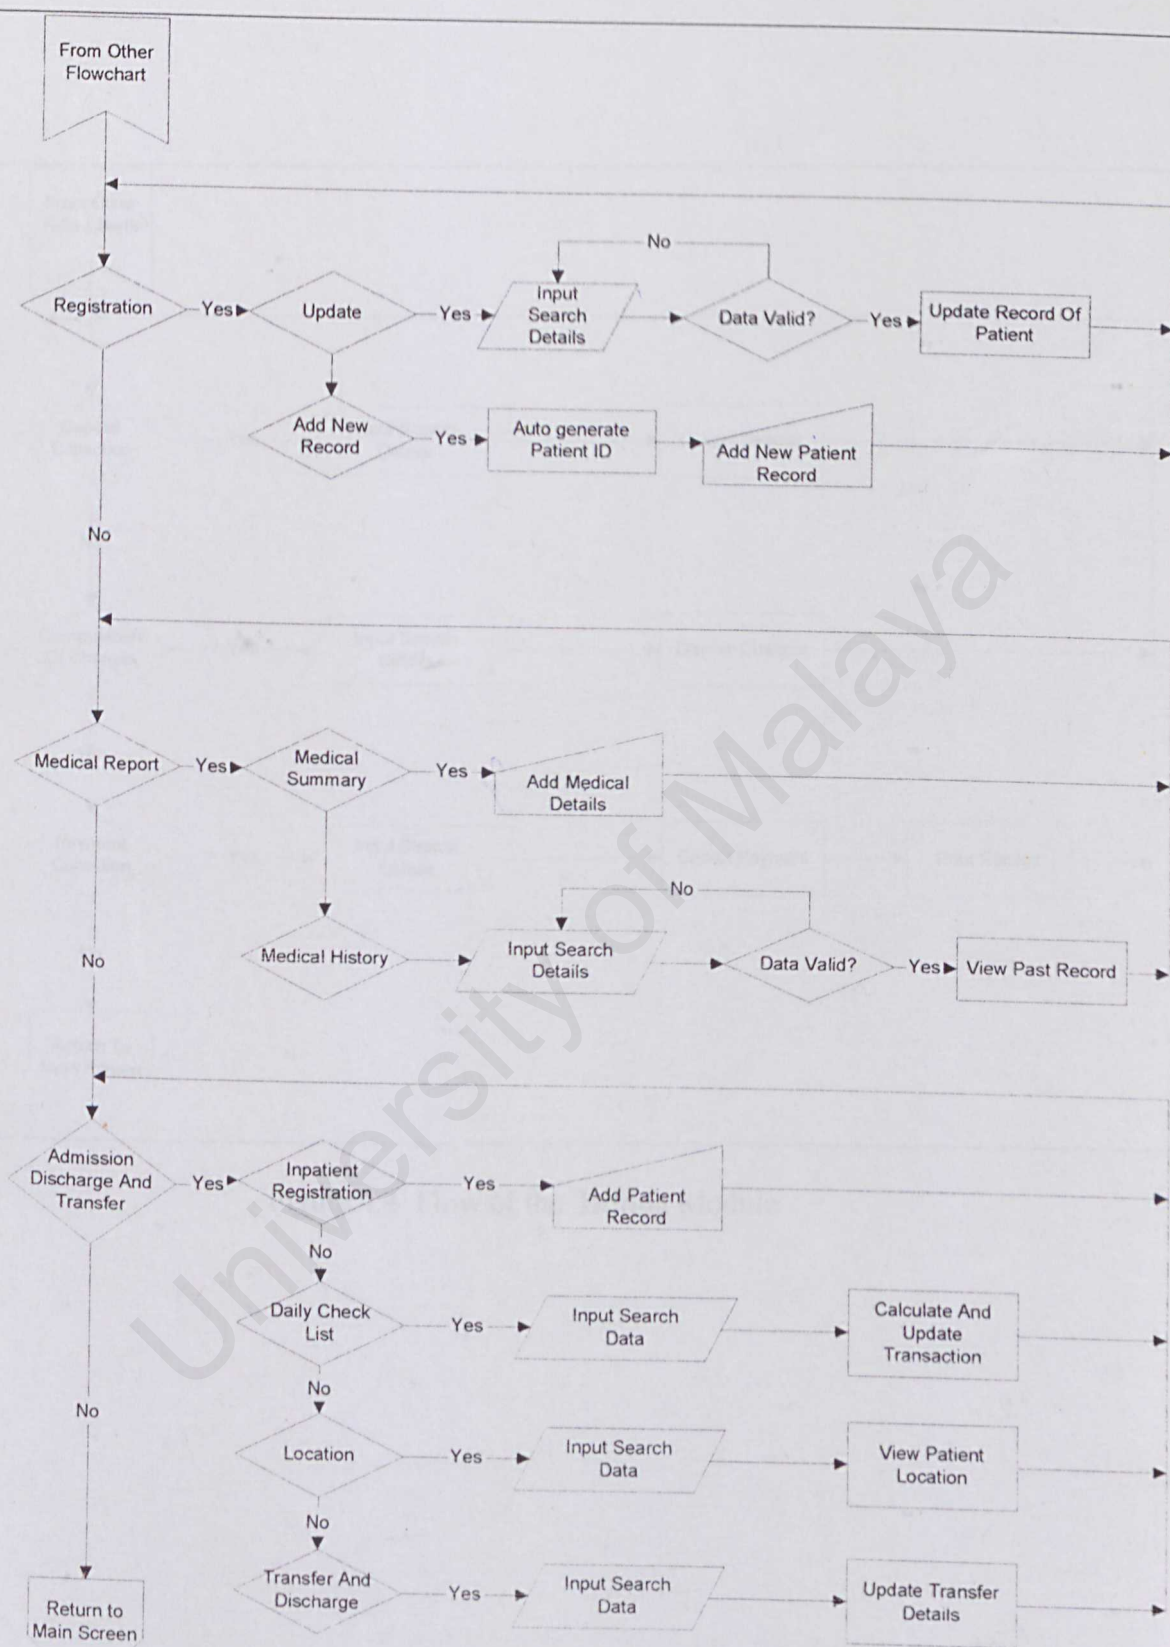 From Other
Flowchart
No
Registration
Yes
Update
Yes
Input
Search
Details
Data Valid?
Yes
Update Record Of
Patient
Add New
Record
Yes
Auto generate
Patient ID
Add New Patient
Record
No
Medical Report
Yes
Medical
Summary
Yes
Add Medical
Details
No
No
Medical History
Input Search
Details
Data Valid?
Yes
View Past Record
Admission
Discharge And
Transfer
Yes
Inpatient
Registration
Yes
Add Patient
Record
No
Daily Check
List
Yes
Input Search
Data
Calculate And
Update
Transaction
No
No
Location
Yes
Input Search
Data
View Patient
Location
No
Transfer And
Discharge
Yes
Input Search
Data
Update Transfer
Details
Return to
Main Screen
University of Malaya